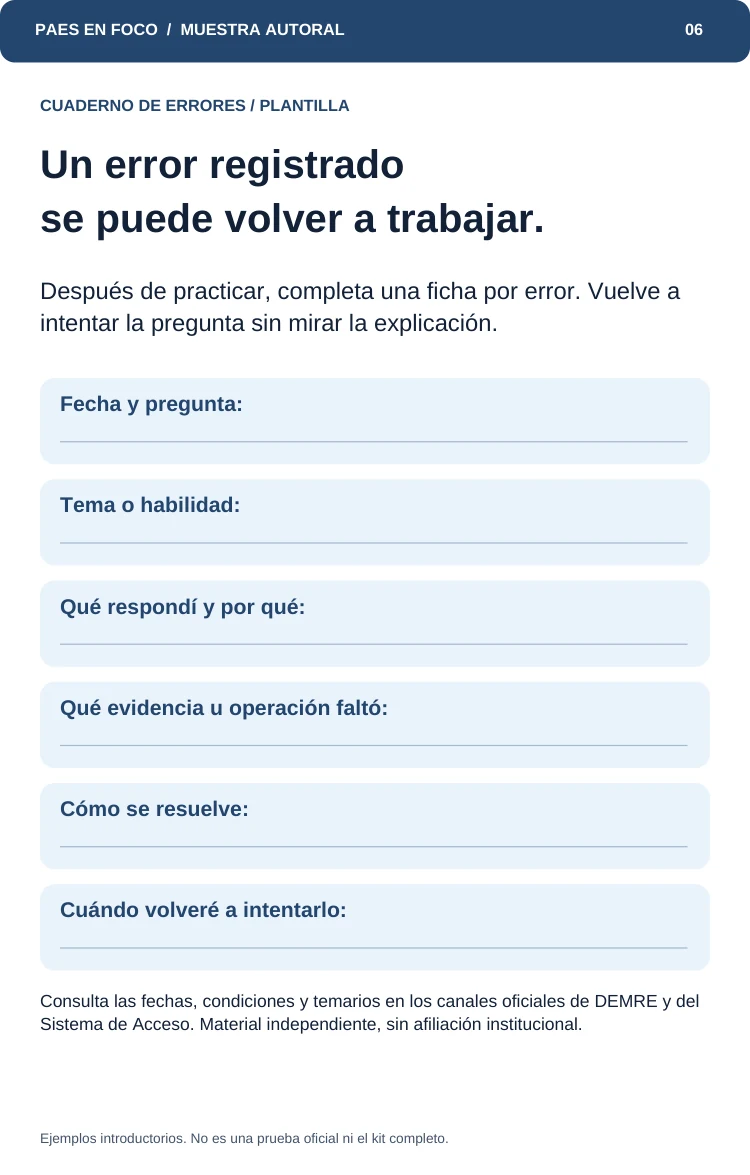 PAES EN FOCO / MUESTRA AUTORAL 06
CUADERNO DE ERRORES / PLANTILLA
Un error registrado
se puede volver a trabajar.
Después de practicar, completa una ficha por error. Vuelve a
intentar la pregunta sin mirar la explicación.
Fecha y pregunta:
Tema o habilidad:
Qué respondí y por qué:
Qué evidencia u operación faltó:
Cómo se resuelve:
Cuándo volveré a intentarlo:
Consulta las fechas, condiciones y temarios en los canales oficiales de DEMRE y del
Sistema de Acceso. Material independiente, sin afiliación institucional.
Ejemplos introductorios. No es una prueba oficial ni el kit completo.